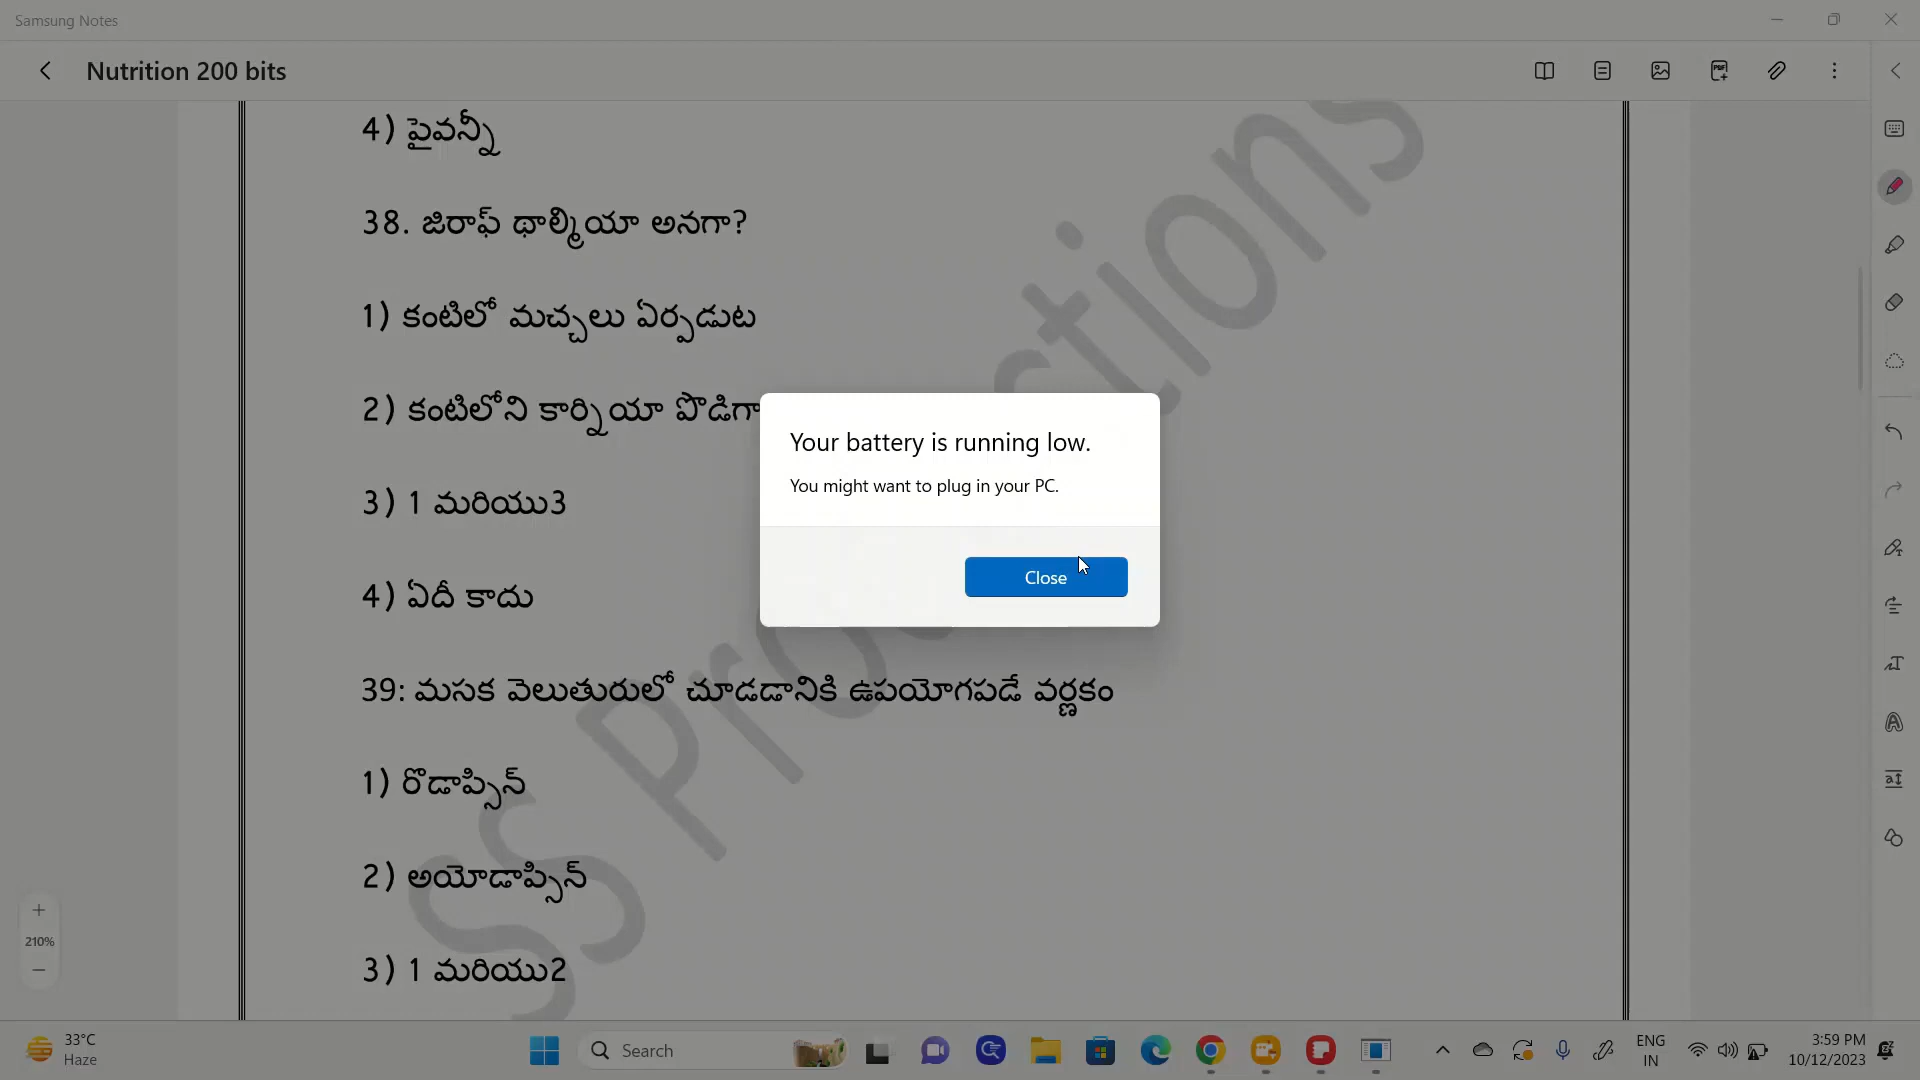 Samsung Notes
Nutrition 200 bits
4) పైవన్నీ
38. జిరాఫ్ థాల్మియా అనగా?
1) కంటిలో మచ్చలు ఏర్పడుట
2) కంటిలోని కార్నియా పొడిగా
Your battery is running low.
You might want to plug in your PC.
3) 1 మరియు3
Close
4) ఏదీ కాదు
39: మసక వెలుతురులో చూడడానికి ఉపయోగపడే వర్ణకం
1) రొడాప్సిన్
2) అయోడాప్సిన్
3) 1 మరియు2
210%
33°C
Haze
Search
ENG
IN
3:59 PM
10/12/2023